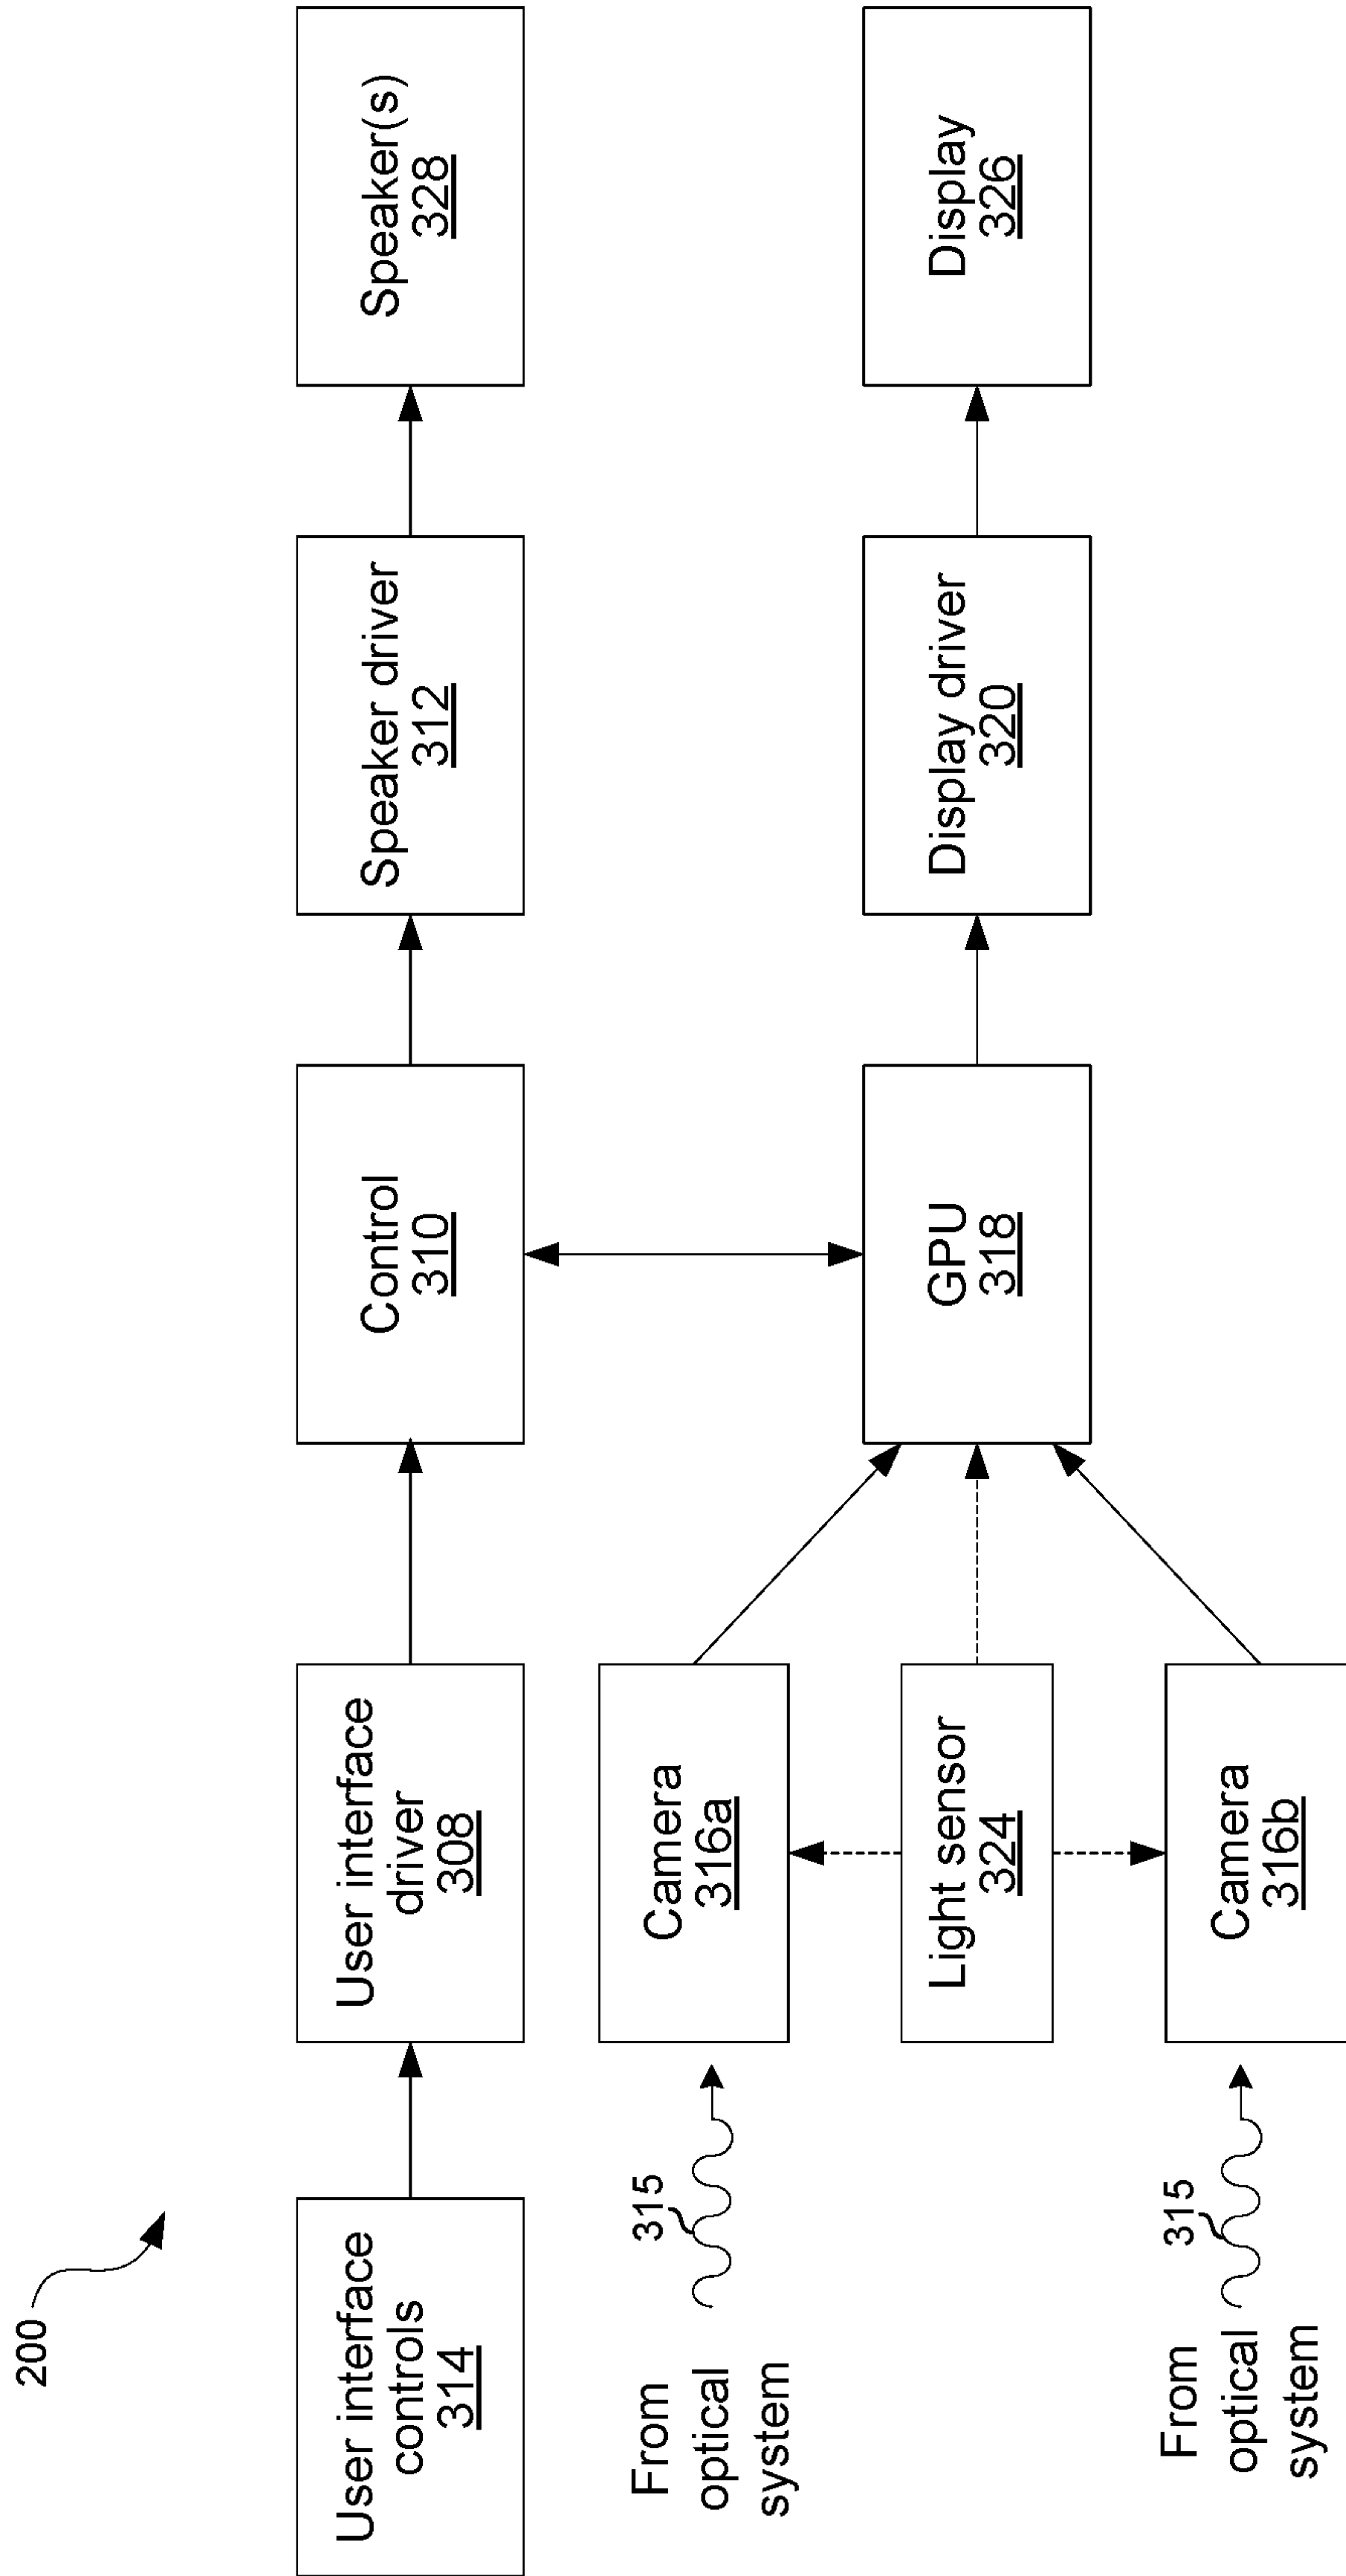 200
User interface
controls
314
User interface
driver
308
Control
310
Speaker driver
312
Speaker(s)
328
From
optical
system
315
Camera
316a
Light sensor
324
GPU
318
Display driver
320
Display
326
From
optical
system
315
Camera
316b